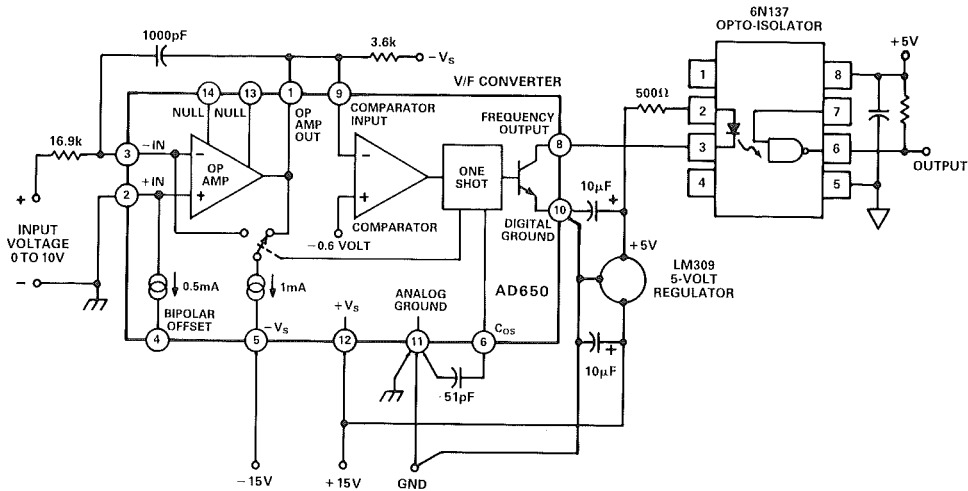 6N137
OPTO-ISOLATOR
+5V
1000pF
3.6k
−Vs
V/F CONVERTER
1
8
14
13
1
9
NULL
NULL
OP
AMP
OUT
COMPARATOR
INPUT
FREQUENCY
OUTPUT
500Ω
2
7
16.9k
3
−IN
−
OP
AMP
+
−
ONE
SHOT
8
3
6
OUTPUT
2
+IN
+
4
5
+
INPUT
VOLTAGE
0 TO 10V
−
−0.6 VOLT
COMPARATOR
10
DIGITAL
GROUND
10μF
+
+5V
0.5mA
1mA
LM309
5-VOLT
REGULATOR
BIPOLAR
OFFSET
−Vs
+Vs
ANALOG
GROUND
COS
AD650
4
5
12
11
6
+
10μF
51pF
−15V
+15V
GND